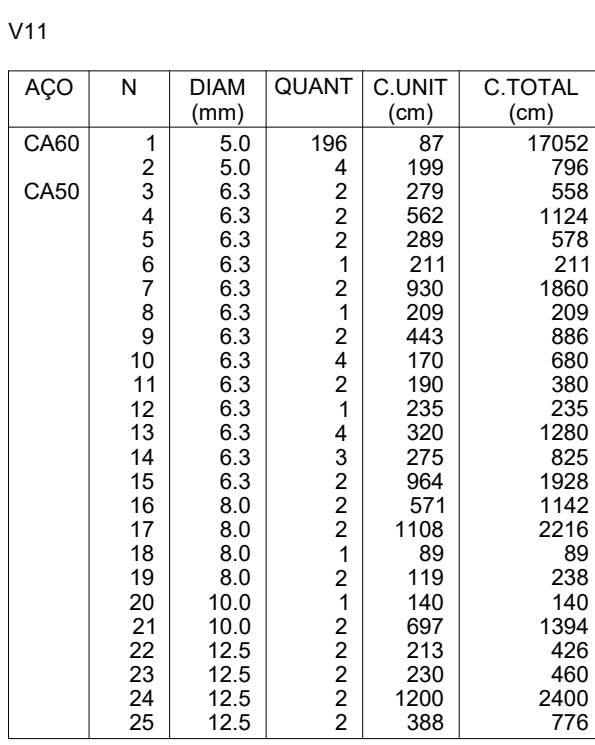 V11
AÇO N DIAM QUANT C.UNIT C.TOTAL
(mm) (cm) (cm)
CA60 1 5.0 196 87 17052
2 5.0 4 199 796
CA50 3 6.3 2 279 558
4 6.3 2 562 1124
5 6.3 2 289 578
6 6.3 1 211 211
7 6.3 2 930 1860
8 6.3 1 209 209
9 6.3 2 443 886
10 6.3 4 170 680
11 6.3 2 190 380
12 6.3 1 235 235
13 6.3 4 320 1280
14 6.3 3 275 825
15 6.3 2 964 1928
16 8.0 2 571 1142
17 8.0 2 1108 2216
18 8.0 1 89 89
19 8.0 2 119 238
20 10.0 1 140 140
21 10.0 2 697 1394
22 12.5 2 213 426
23 12.5 2 230 460
24 12.5 2 1200 2400
25 12.5 2 388 776